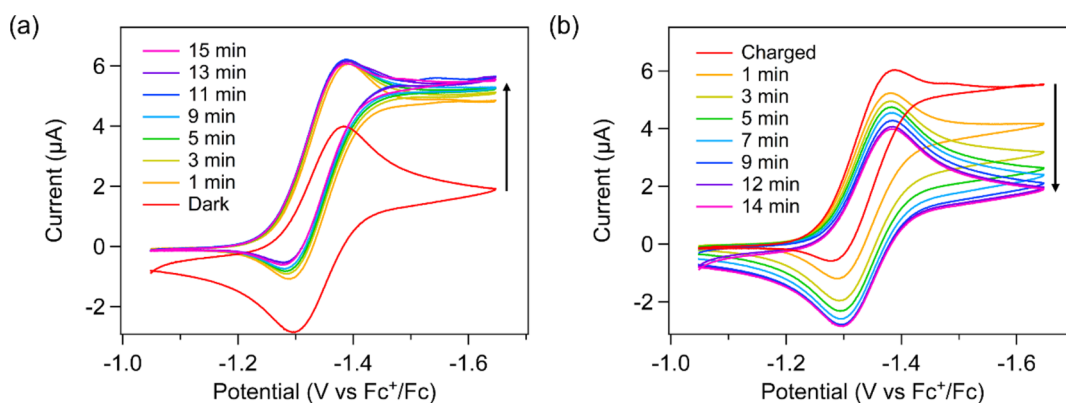 (a)
15 min
13 min
11 min
9 min
5 min
3 min
1 min
Dark
6
4
2
0
-2
Current (µA)
-1.0
-1.2
-1.4
-1.6
Potential (V vs Fc⁺/Fc)
(b)
Charged
1 min
3 min
5 min
7 min
9 min
12 min
14 min
8
6
4
2
0
-2
Current (µA)
-1.0
-1.2
-1.4
-1.6
Potential (V vs Fc⁺/Fc)